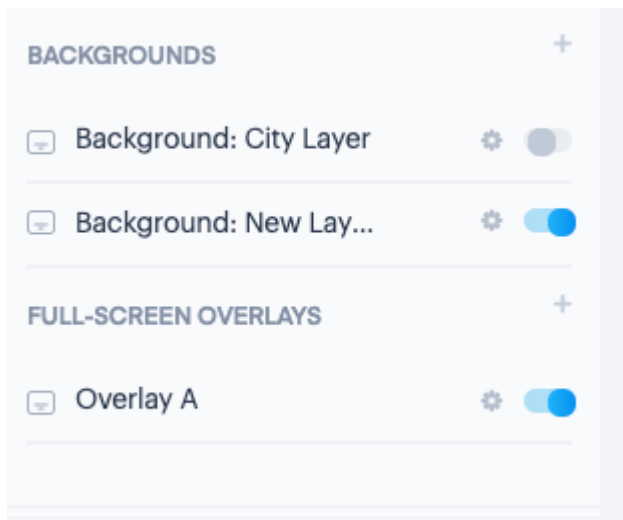 BACKGROUNDS
Background: City Layer
Background: New Lay...
FULL-SCREEN OVERLAYS
Overlay A